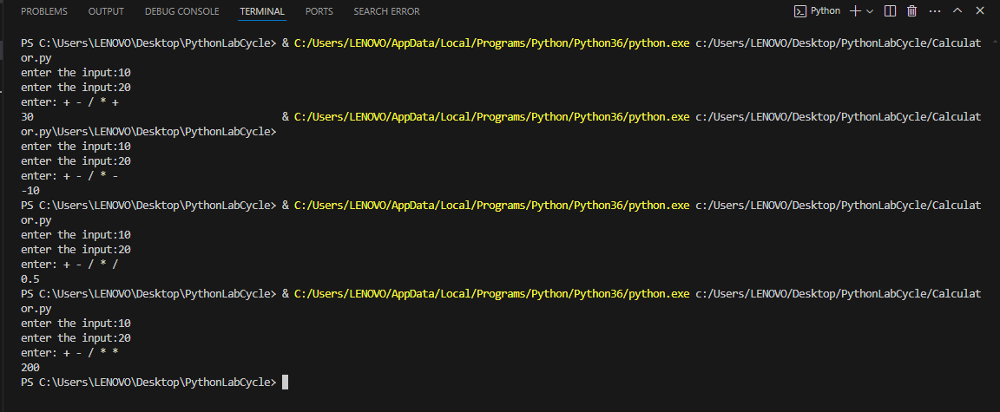 PROBLEMS OUTPUT DEBUG CONSOLE TERMINAL PORTS SEARCH ERROR Python
PS C:\Users\LENOVO\Desktop\PythonLabCycle> & C:/Users/LENOVO/AppData/Local/Programs/Python/Python36/python.exe c:/Users/LENOVO/Desktop/PythonLabCycle/Calculat
or.py
enter the input:10
enter the input:20
enter: + - / * +
30 & C:/Users/LENOVO/AppData/Local/Programs/Python/Python36/python.exe c:/Users/LENOVO/Desktop/PythonLabCycle/Calculat
or.py\Users\LENOVO\Desktop\PythonLabCycle>
enter the input:10
enter the input:20
enter: + - / * -
-10
PS C:\Users\LENOVO\Desktop\PythonLabCycle> & C:/Users/LENOVO/AppData/Local/Programs/Python/Python36/python.exe c:/Users/LENOVO/Desktop/PythonLabCycle/Calculat
or.py
enter the input:10
enter the input:20
enter: + - / * /
0.5
PS C:\Users\LENOVO\Desktop\PythonLabCycle> & C:/Users/LENOVO/AppData/Local/Programs/Python/Python36/python.exe c:/Users/LENOVO/Desktop/PythonLabCycle/Calculat
or.py
enter the input:10
enter the input:20
enter: + - / * *
200
PS C:\Users\LENOVO\Desktop\PythonLabCycle>